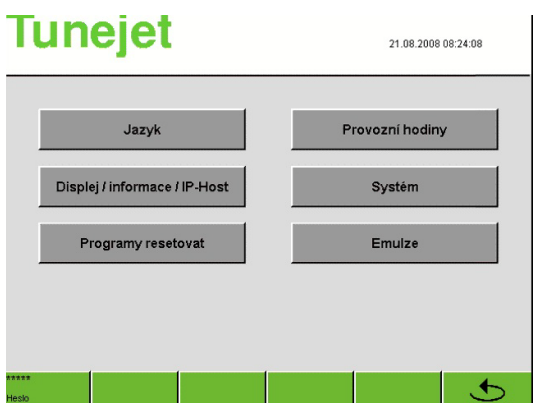 Tunejet
21.08.2008 08:24:08
Jazyk
Provozní hodiny
Displej / informace / IP-Host
Systém
Programy resetovat
Emulze
*****
Heslo